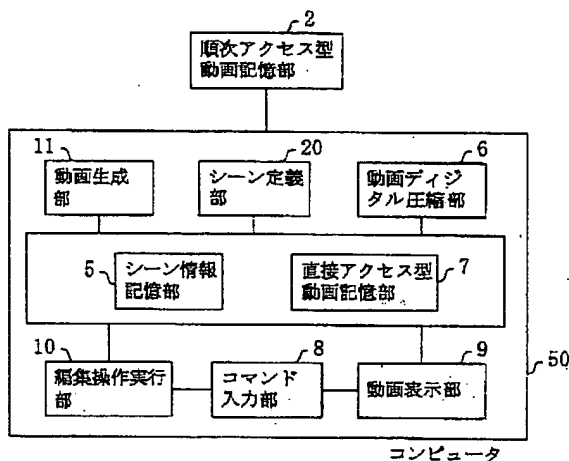 2
順次アクセス型
動画記憶部
11
動画生成
部
20
シーン定義
部
6
動画ディジ
タル圧縮部
5
シーン情報
記憶部
直接アクセス型
動画記憶部
7
10
編集操作実行
部
8
コマンド
入力部
9
動画表示部
50
コンピュータ